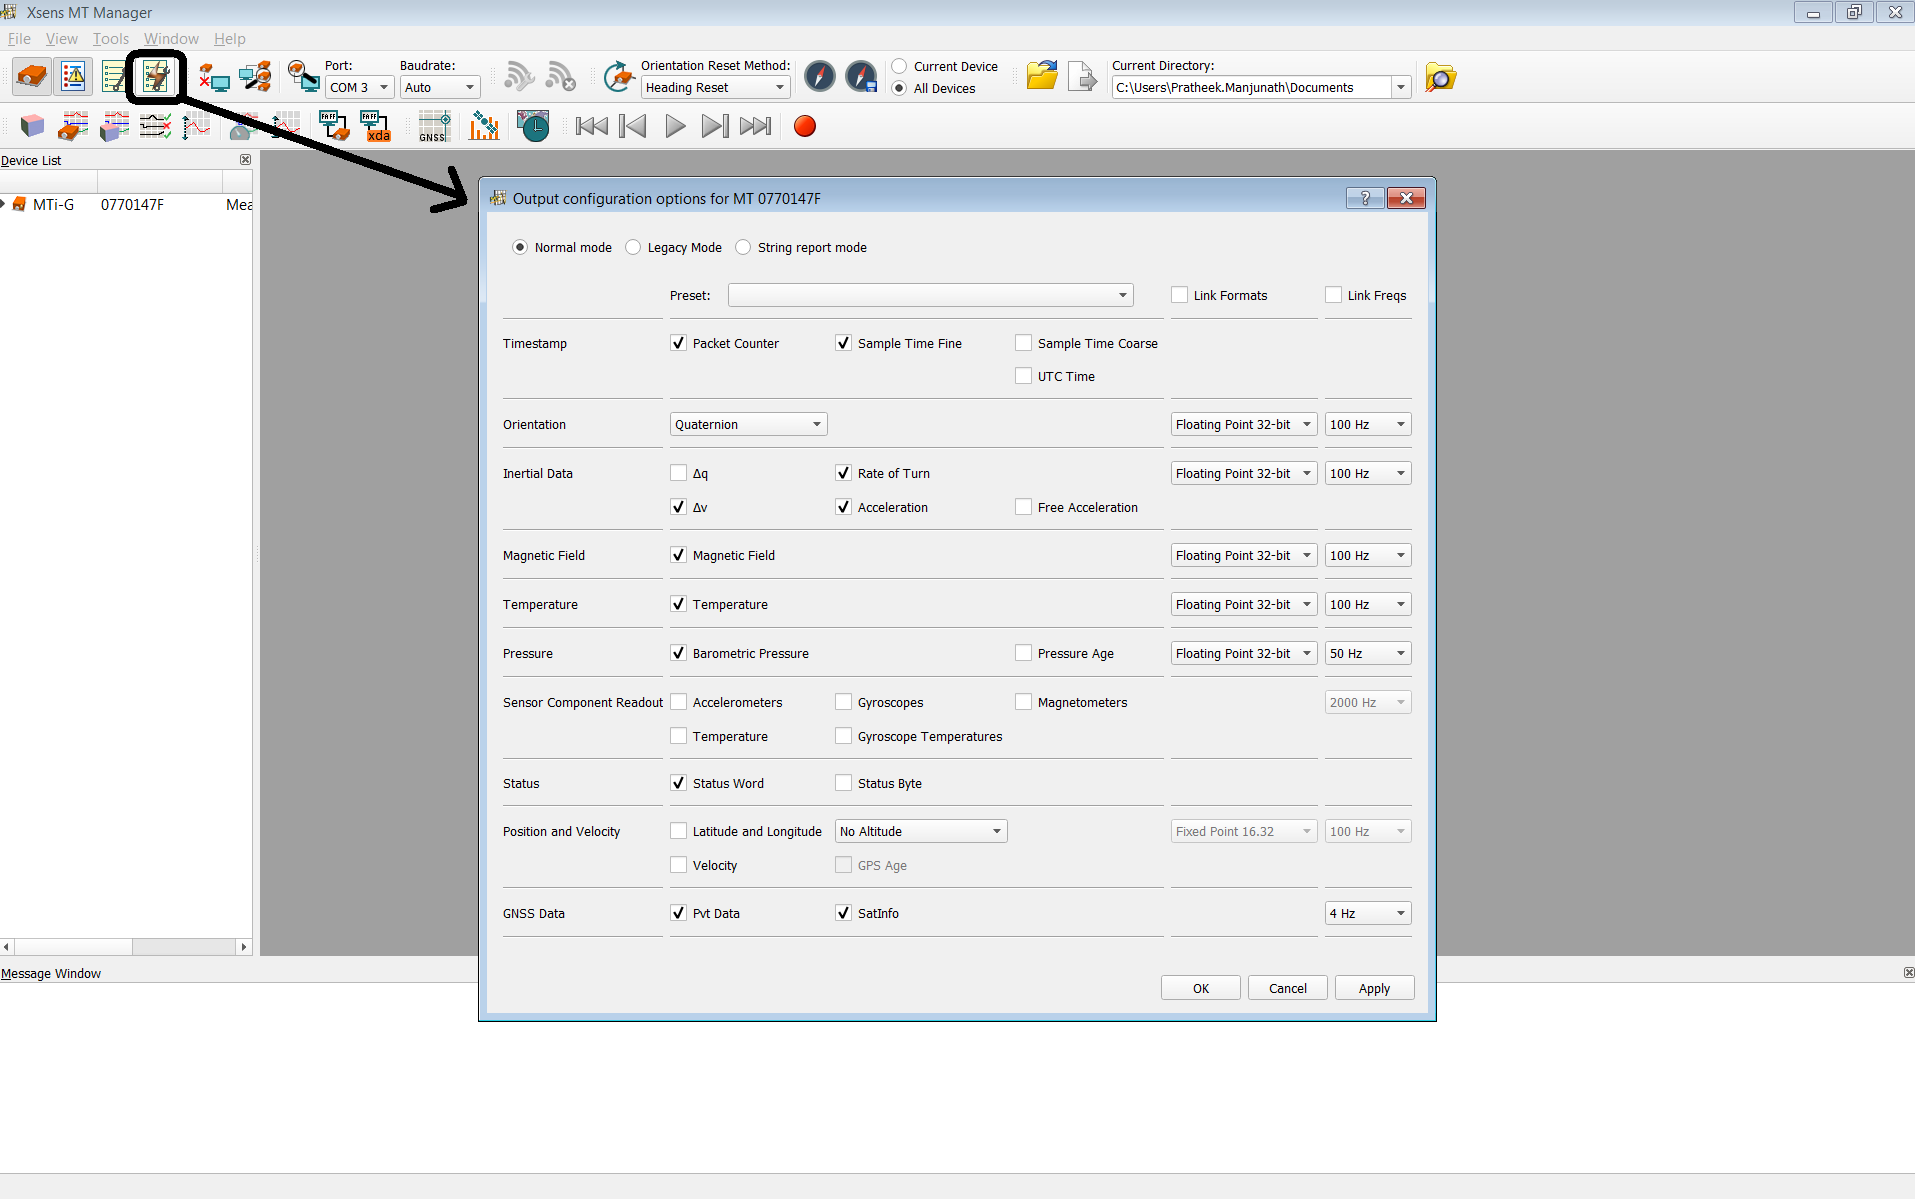 Xsens MT Manager
File View Tools Window Help
Port: Baudrate: Orientation Reset Method: Current Device Current Directory:
COM 3 Auto Heading Reset All Devices C:\Users\Pratheek.Manjunath\Documents
FAFF FAFF xda GNSS
Device List
MTi-G 0770147F Mea
Output configuration options for MT 0770147F
Normal mode Legacy Mode String report mode
Preset: Link Formats Link Freqs
Timestamp Packet Counter Sample Time Fine Sample Time Coarse
UTC Time
Orientation Quaternion Floating Point 32-bit 100 Hz
Inertial Data Δq Rate of Turn Floating Point 32-bit 100 Hz
Δv Acceleration Free Acceleration
Magnetic Field Magnetic Field Floating Point 32-bit 100 Hz
Temperature Temperature Floating Point 32-bit 100 Hz
Pressure Barometric Pressure Pressure Age Floating Point 32-bit 50 Hz
Sensor Component Readout Accelerometers Gyroscopes Magnetometers 2000 Hz
Temperature Gyroscope Temperatures
Status Status Word Status Byte
Position and Velocity Latitude and Longitude No Altitude Fixed Point 16.32 100 Hz
Velocity GPS Age
GNSS Data Pvt Data SatInfo 4 Hz
OK Cancel Apply
Message Window